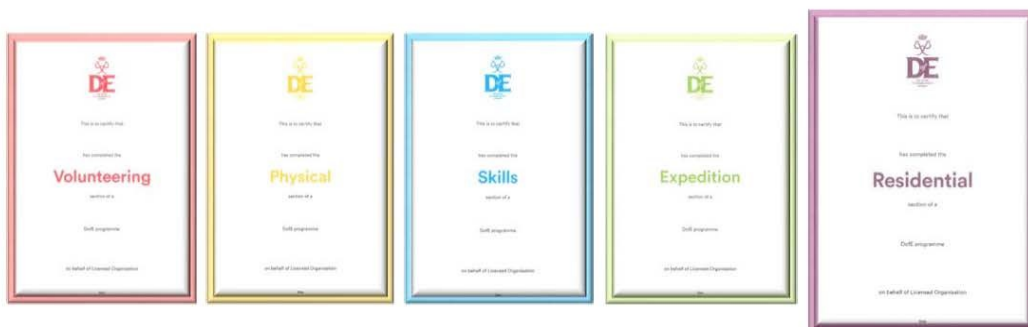 DE
This is to certify that
has completed the
Volunteering
section of a
DofE programme
on behalf of Licensed Organisation
DE
This is to certify that
has completed the
Physical
section of a
DofE programme
on behalf of Licensed Organisation
DE
This is to certify that
has completed the
Skills
section of a
DofE programme
on behalf of Licensed Organisation
DE
This is to certify that
has completed the
Expedition
section of a
DofE programme
on behalf of Licensed Organisation
DE
This is to certify that
has completed the
Residential
section of a
DofE programme
on behalf of Licensed Organisation